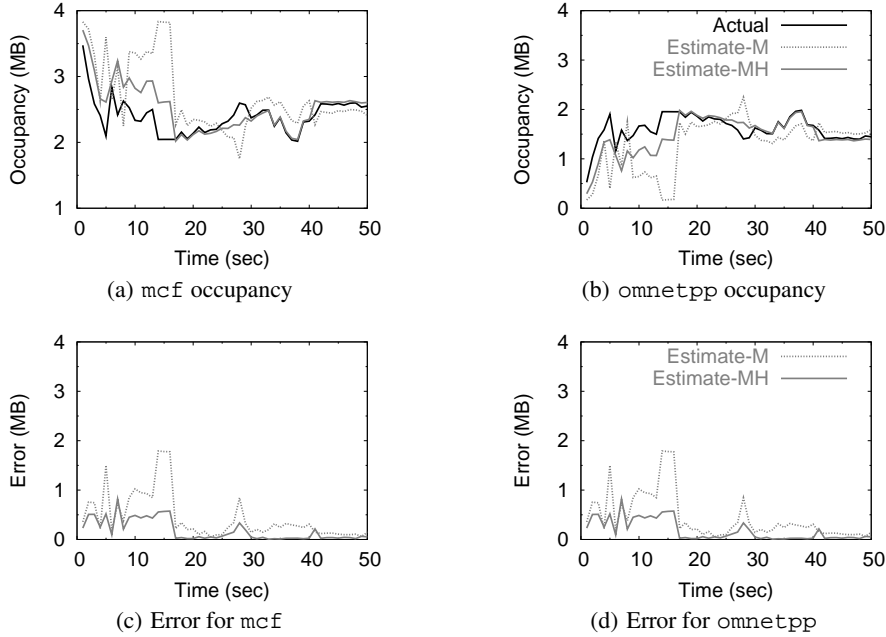 Occupancy (MB)
4
3
2
1
0 10 20 30 40 50
Time (sec)
(a) mcf occupancy
Occupancy (MB)
4
3
2
1
0
Actual
Estimate-M
Estimate-MH
0 10 20 30 40 50
Time (sec)
(b) omnetpp occupancy
Error (MB)
4
3
2
1
0
0 10 20 30 40 50
Time (sec)
(c) Error for mcf
Error (MB)
4
3
2
1
0
Estimate-M
Estimate-MH
0 10 20 30 40 50
Time (sec)
(d) Error for omnetpp